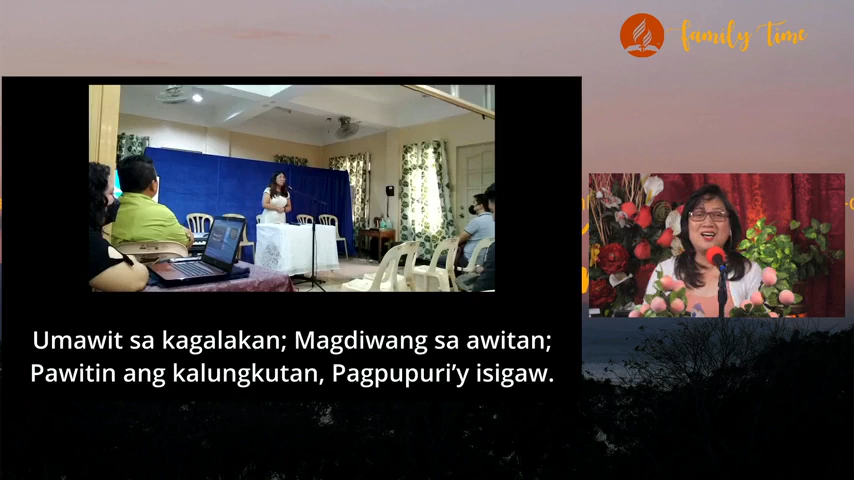 family time
Umawit sa kagalakan; Magdiwang sa awitan;
Pawitin ang kalungkutan, Pagpupuri'y isigaw.